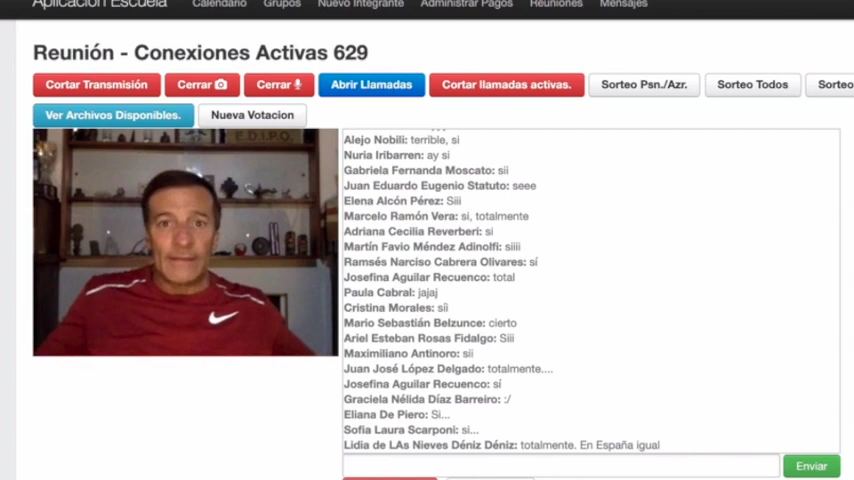 Aplicación Escuela Calendario Grupos Nuevo Integrante Administrar Pagos Reuniones Mensajes
Reunión - Conexiones Activas 629
Cortar Transmisión Cerrar Cerrar Abrir Llamadas Cortar llamadas activas. Sorteo Psn./Azr. Sorteo Todos Sorteo
Ver Archivos Disponibles. Nueva Votacion
E.D.I.P.O.
Alejo Nobili: terrible, si
Nuria Iribarren: ay si
Gabriela Fernanda Moscato: sii
Juan Eduardo Eugenio Statuto: seee
Elena Alcón Pérez: Siii
Marcelo Ramón Vera: si, totalmente
Adriana Cecilia Reverberi: si
Martín Favio Méndez Adinolfi: siiii
Ramsés Narciso Cabrera Olivares: sí
Josefina Aguilar Recuenco: total
Paula Cabral: jajaj
Cristina Morales: síì
Mario Sebastián Belzunce: cierto
Ariel Esteban Rosas Fidalgo: Siii
Maximiliano Antinoro: sii
Juan José López Delgado: totalmente....
Josefina Aguilar Recuenco: sí
Graciela Nélida Díaz Barreiro: :/
Eliana De Piero: Si...
Sofia Laura Scarponi: si...
Lidia de LAs Nieves Déniz Déniz: totalmente. En España igual
Enviar